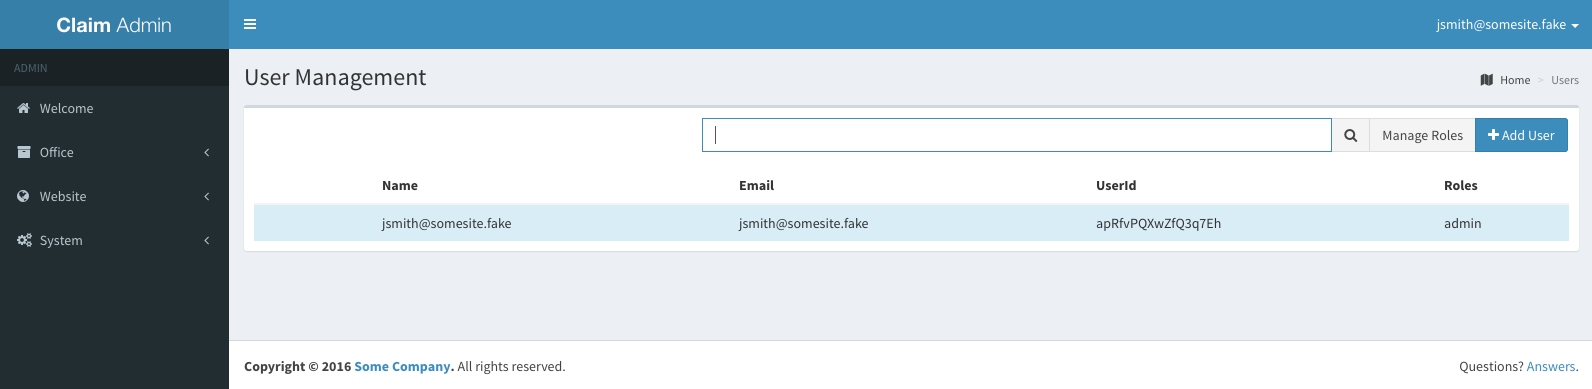 Claim Admin
jsmith@somesite.fake
ADMIN
Welcome
Office
Website
System
User Management
Home > Users
Manage Roles
Add User
Name Email UserId Roles
jsmith@somesite.fake jsmith@somesite.fake apRfvPQXwZfQ3q7Eh admin
Copyright © 2016 Some Company. All rights reserved.
Questions? Answers.